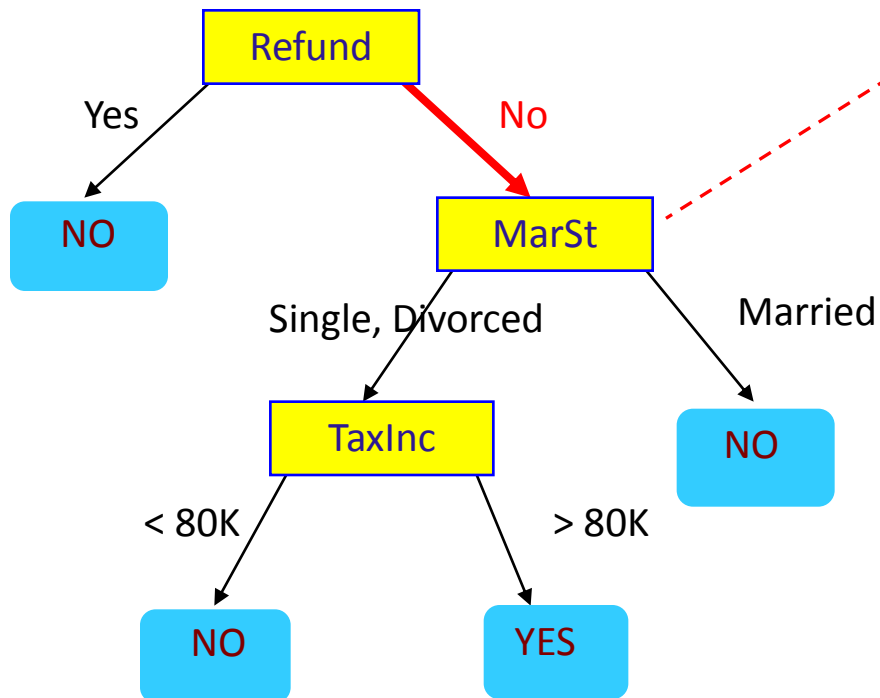 Refund
Yes
No
NO
MarSt
Single, Divorced
Married
TaxInc
NO
< 80K
> 80K
NO
YES